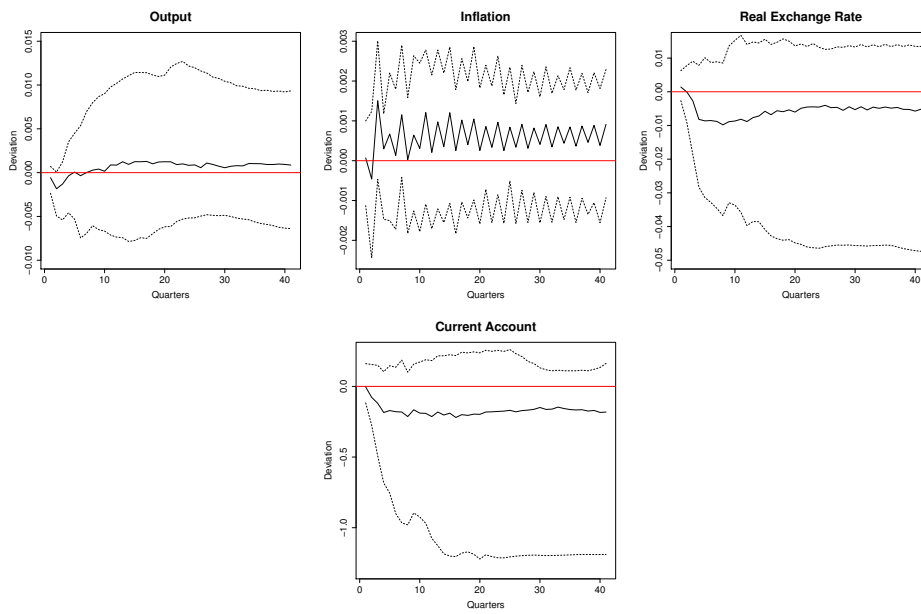 Output
Deviation
0.015
0.010
0.005
0.000
−0.005
−0.010
0 10 20 30 40
Quarters
Inflation
Deviation
0.003
0.002
0.001
0.000
−0.001
−0.002
0 10 20 30 40
Quarters
Real Exchange Rate
Deviation
0.01
0.00
−0.01
−0.02
−0.03
−0.04
−0.05
0 10 20 30 40
Quarters
Current Account
Deviation
0.0
−0.5
−1.0
0 10 20 30 40
Quarters